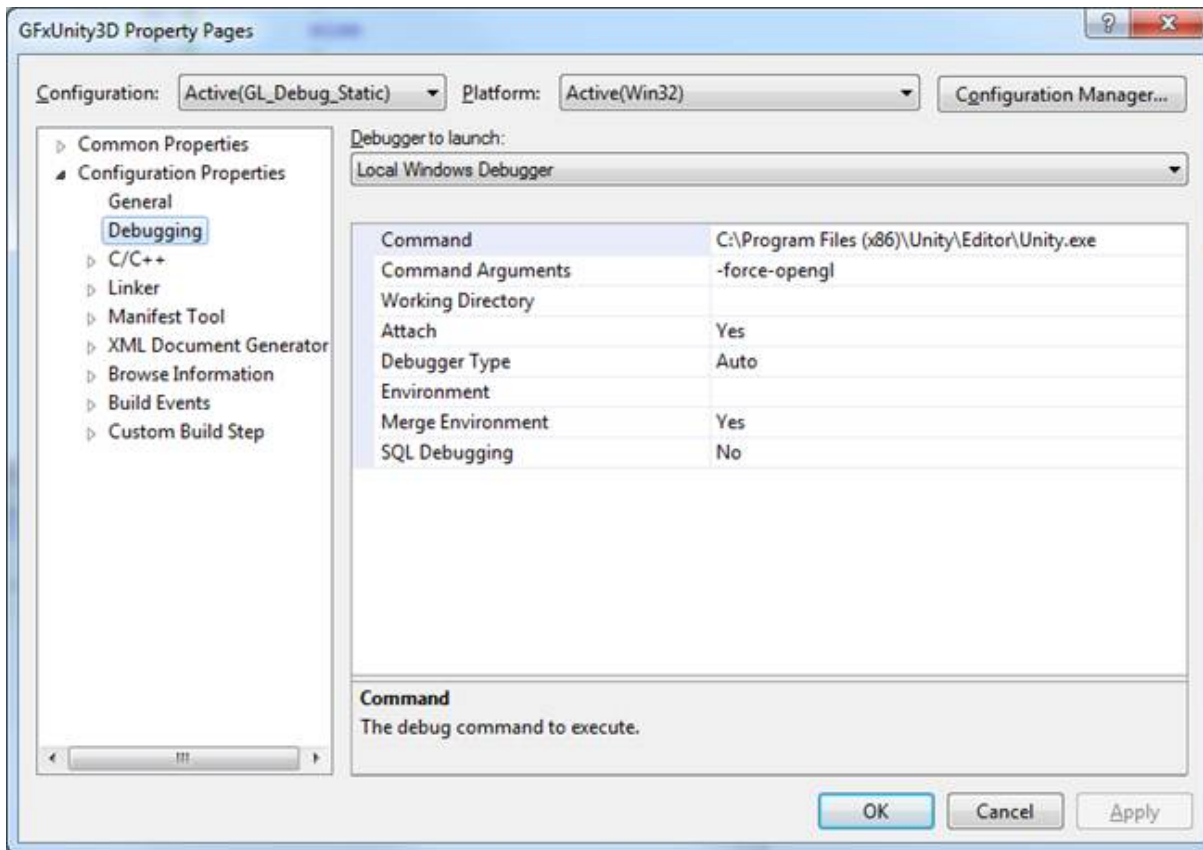 GFxUnity3D Property Pages
Configuration: Active(GL_Debug_Static) Platform: Active(Win32) Configuration Manager...
Common Properties
Configuration Properties
General
Debugging
C/C++
Linker
Manifest Tool
XML Document Generator
Browse Information
Build Events
Custom Build Step
Debugger to launch:
Local Windows Debugger
Command C:\Program Files (x86)\Unity\Editor\Unity.exe
Command Arguments -force-opengl
Working Directory
Attach Yes
Debugger Type Auto
Environment
Merge Environment Yes
SQL Debugging No
Command
The debug command to execute.
OK Cancel Apply